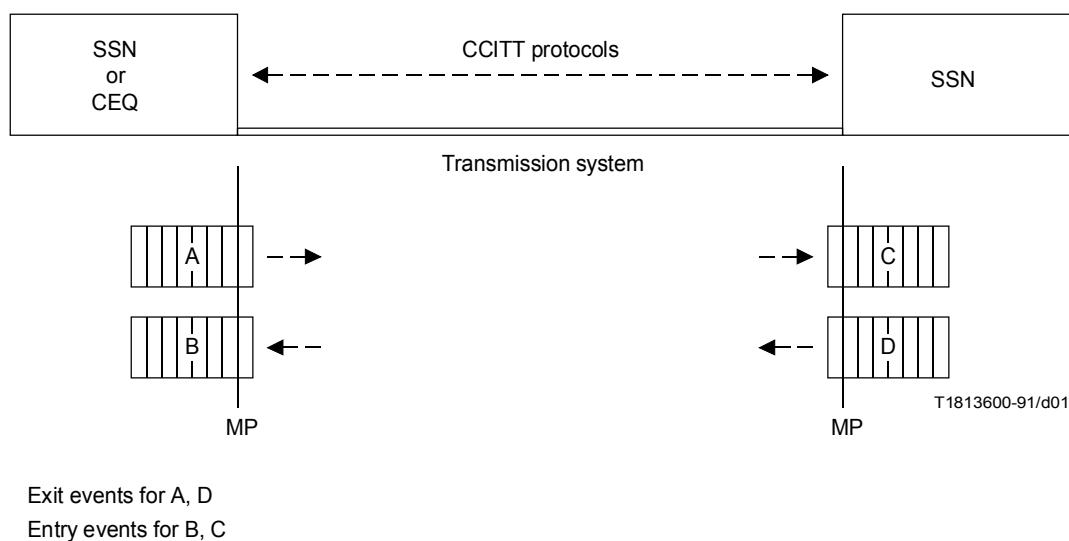 SSN
or
CEQ
CCITT protocols
SSN
Transmission system
A
C
B
D
T1813600-91/d01
MP
MP
Exit events for A, D
Entry events for B, C